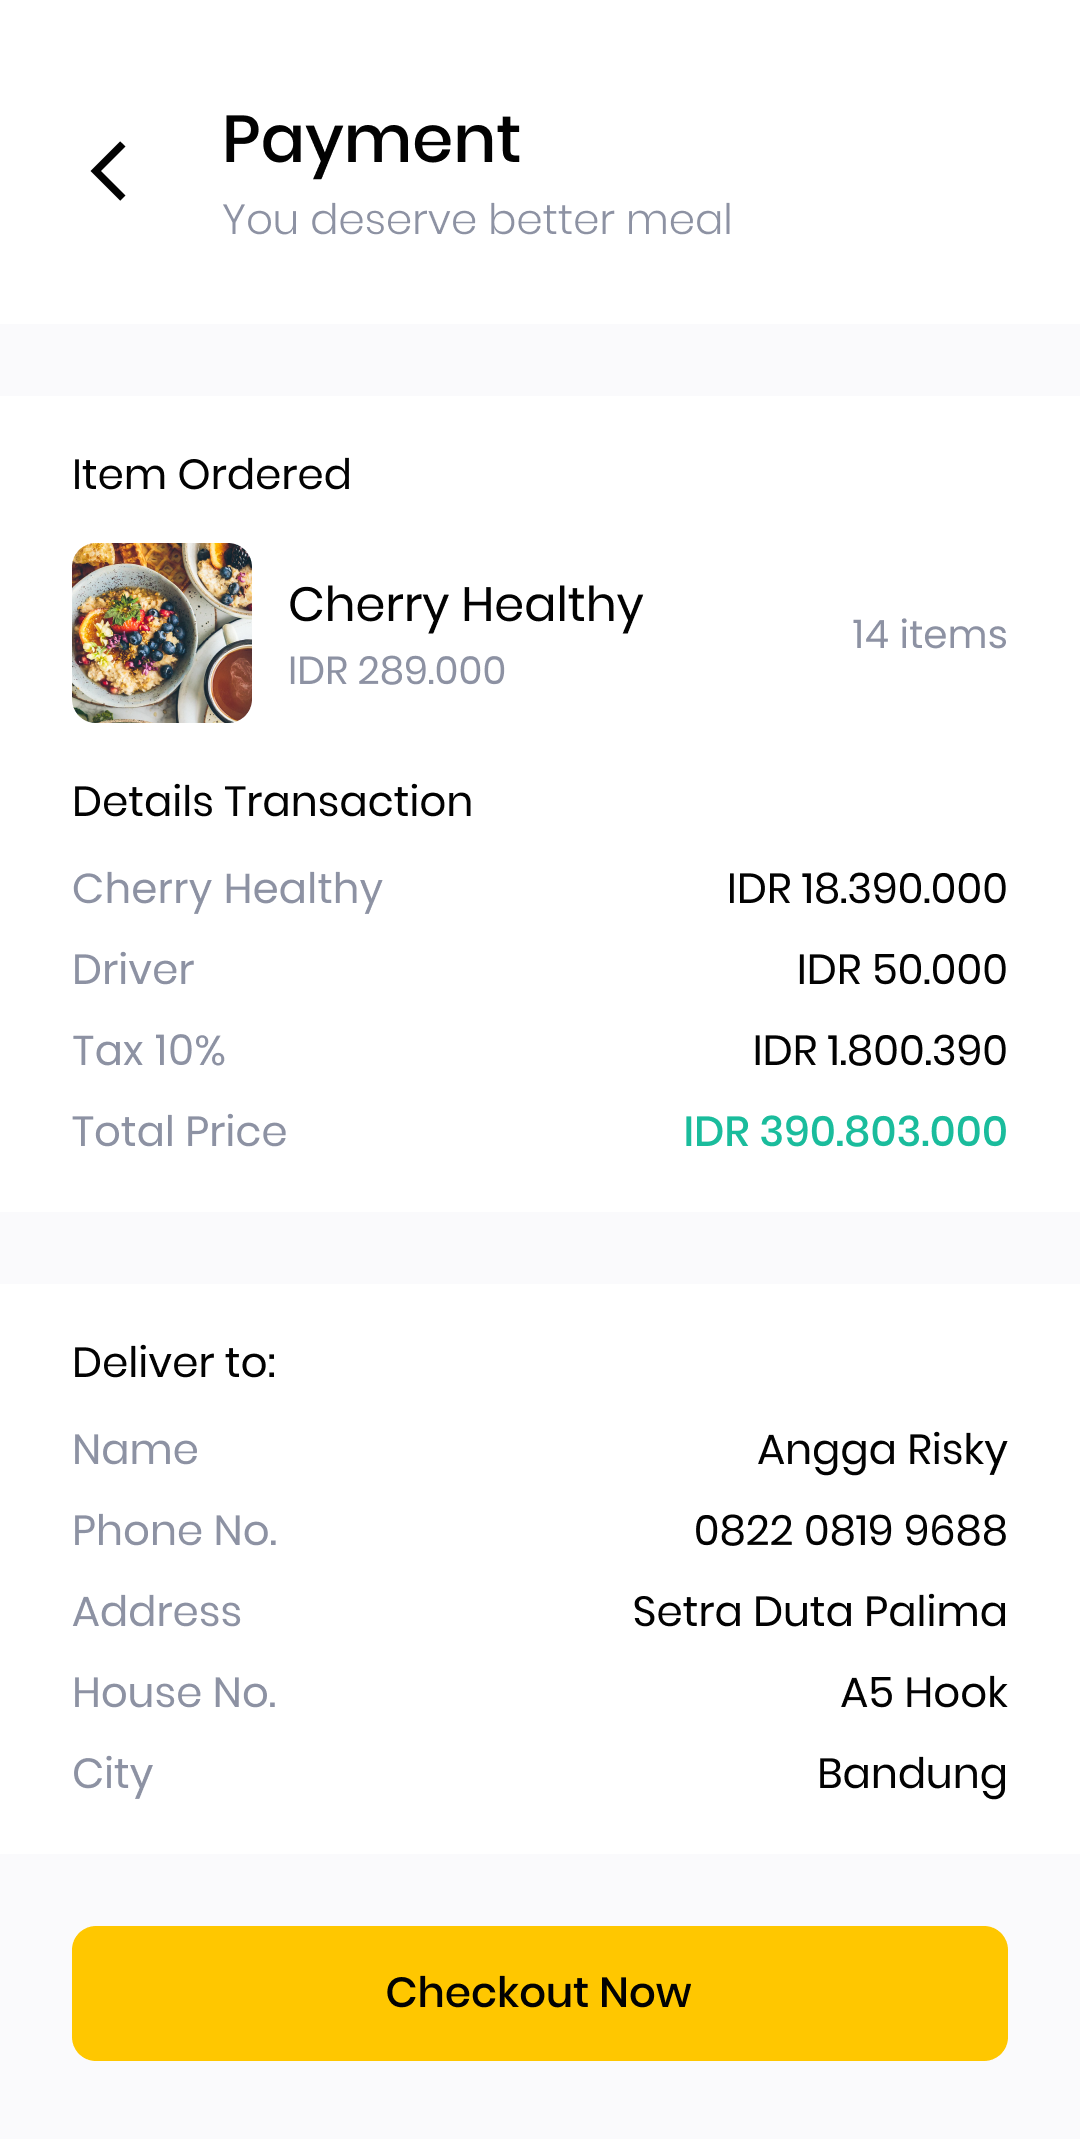 Payment
You deserve better meal
Item Ordered
Cherry Healthy
IDR 289.000
14 items
Details Transaction
Cherry Healthy IDR 18.390.000
Driver IDR 50.000
Tax 10% IDR 1.800.390
Total Price IDR 390.803.000
Deliver to:
Name Angga Risky
Phone No. 0822 0819 9688
Address Setra Duta Palima
House No. A5 Hook
City Bandung
Checkout Now